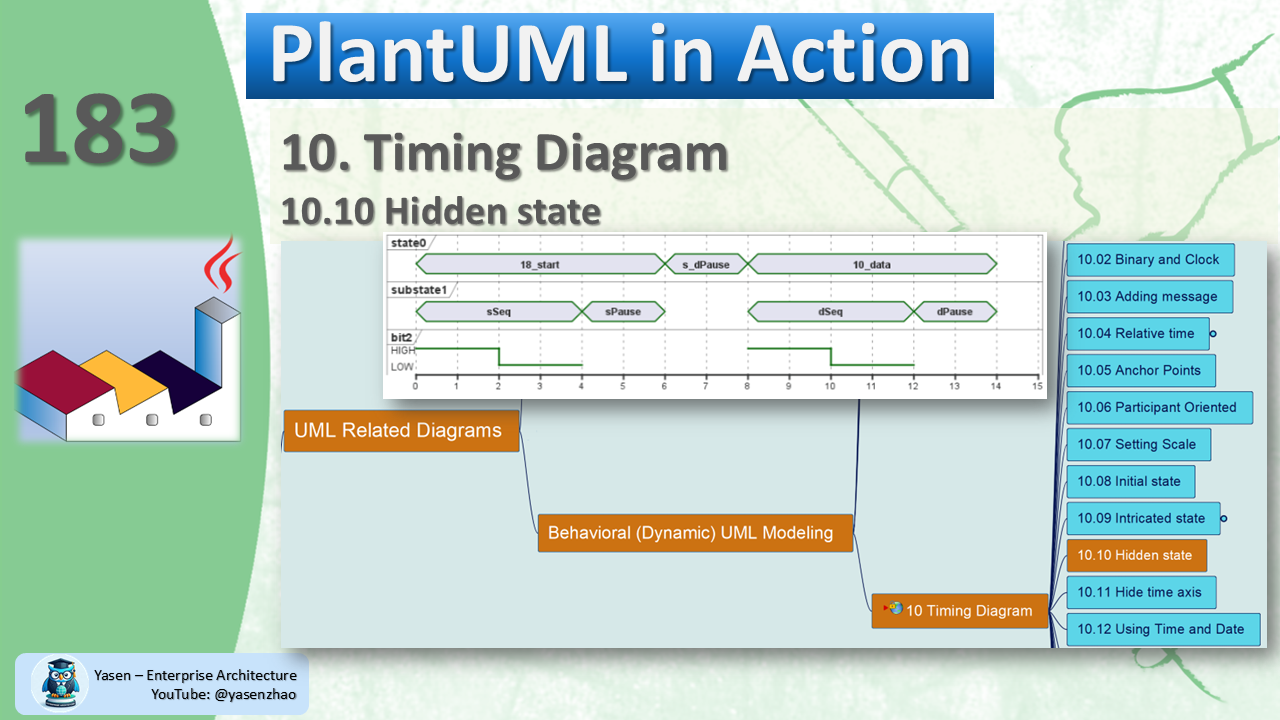 PlantUML in Action
183
10. Timing Diagram
10.10 Hidden state
state0
18_start s_dPause 10_data
substate1
sSeq sPause dSeq dPause
bit2
HIGH
LOW
0 1 2 3 4 5 6 7 8 9 10 11 12 13 14 15
10.02 Binary and Clock
10.03 Adding message
10.04 Relative time
10.05 Anchor Points
10.06 Participant Oriented
UML Related Diagrams
10.07 Setting Scale
10.08 Initial state
10.09 Intricated state
Behavioral (Dynamic) UML Modeling
10.10 Hidden state
10.11 Hide time axis
10 Timing Diagram
10.12 Using Time and Date
Yasen – Enterprise Architecture
YouTube: @yasenzhao